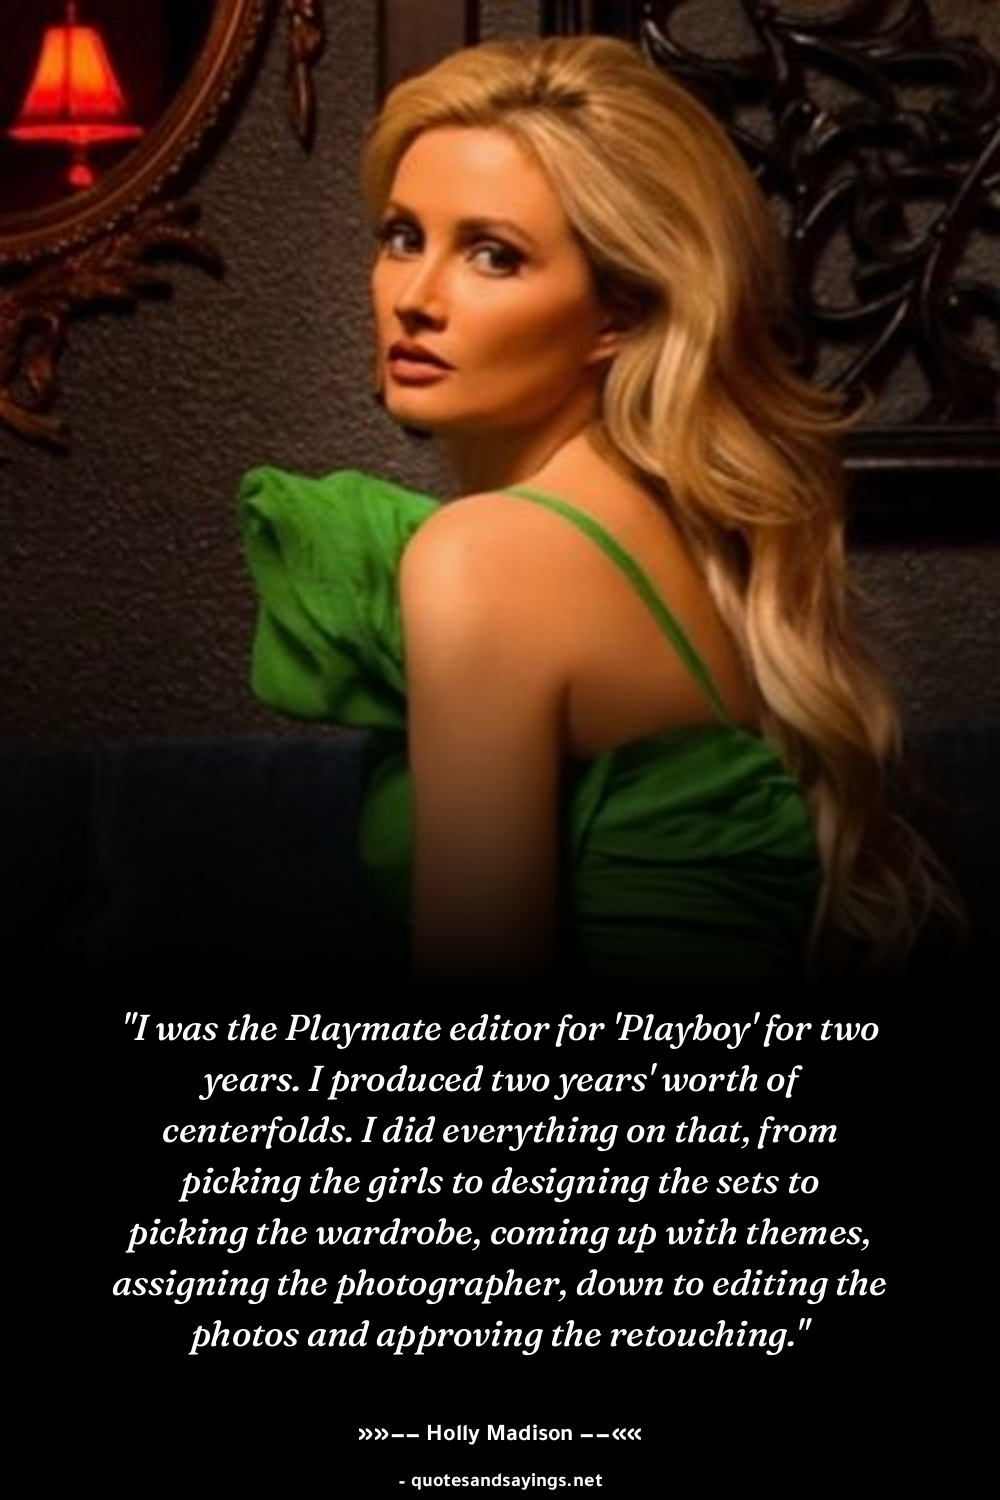 "I was the Playmate editor for 'Playboy' for two
years. I produced two years' worth of
centerfolds. I did everything on that, from
picking the girls to designing the sets to
picking the wardrobe, coming up with themes,
assigning the photographer, down to editing the
photos and approving the retouching."
»»−− Holly Madison −−««
- quotesandsayings.net